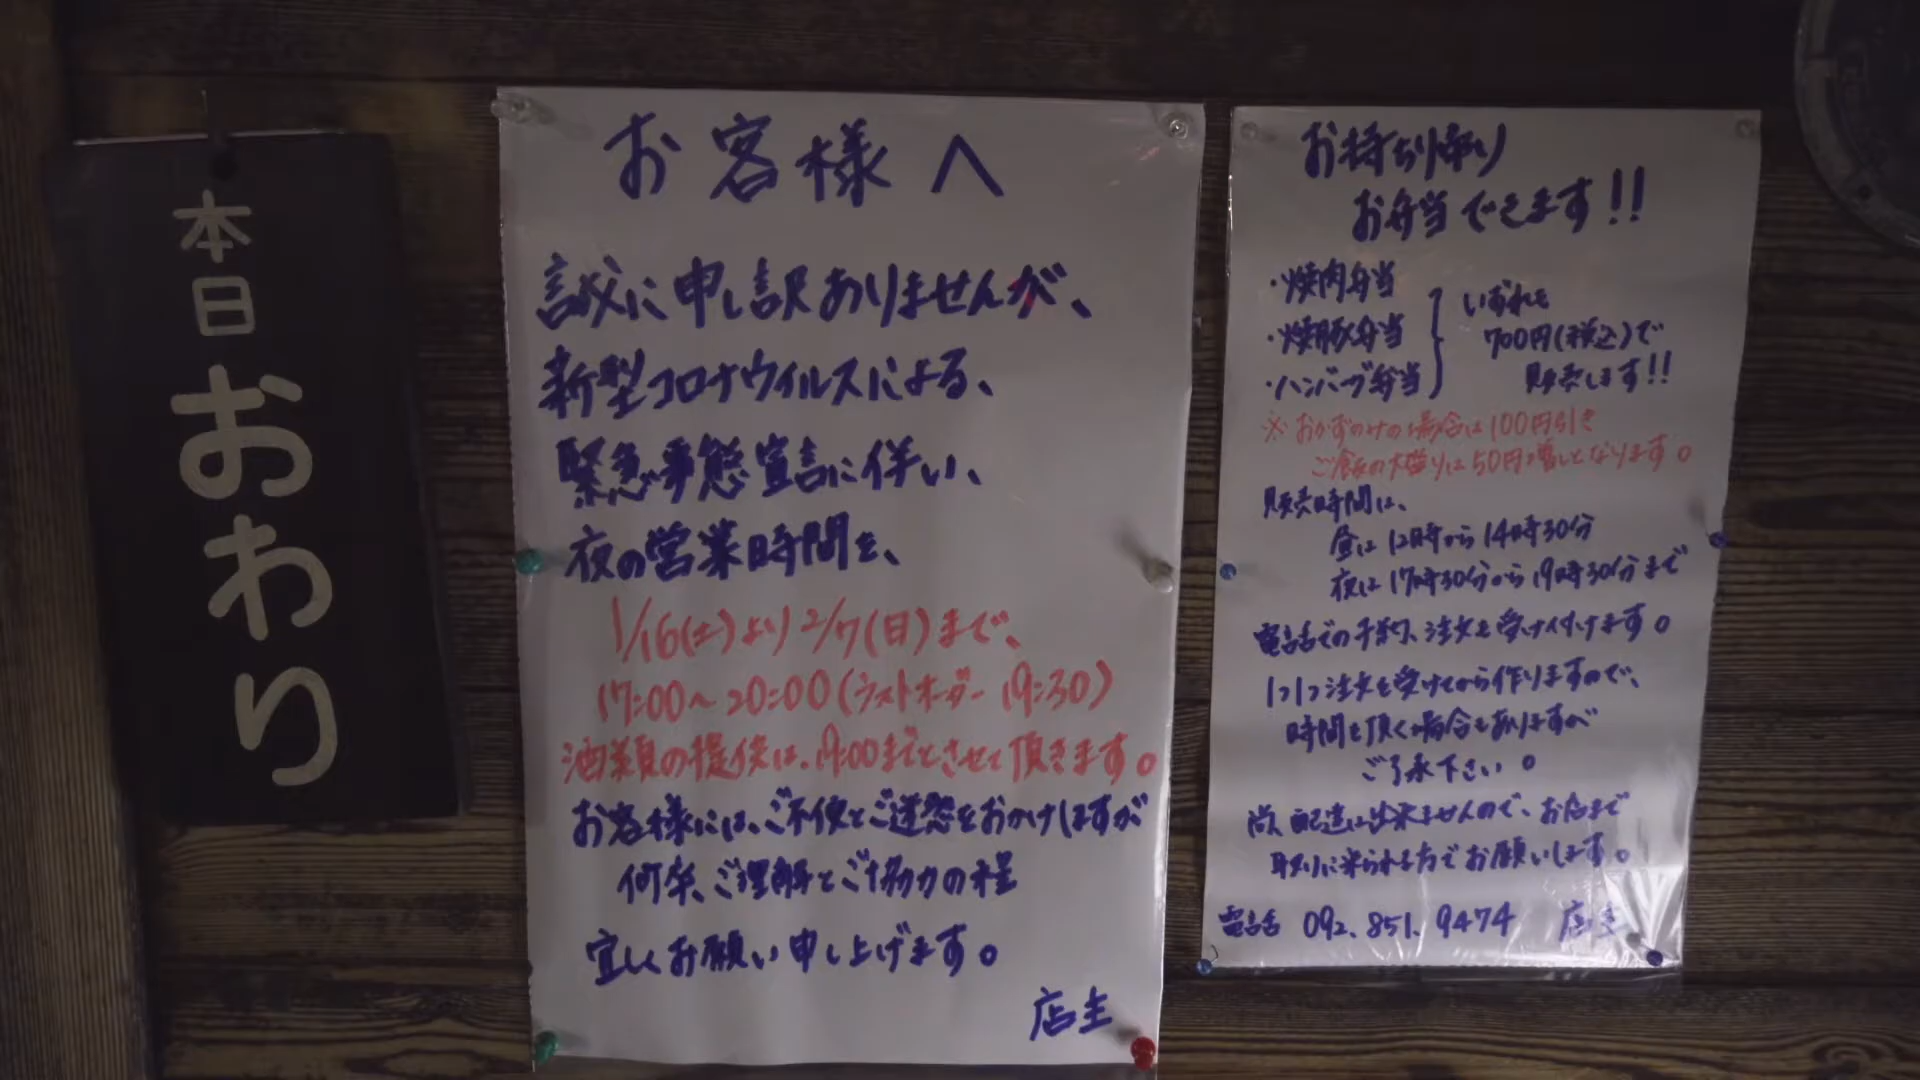 本日おわり
お客様へ
誠に申し訳ありませんが、
新型コロナウイルスによる、
緊急事態宣言に伴い、
夜の営業時間を、
1/16(土)より2/7(日)まで、
17:00〜20:00(ラストオーダー 19:30)
酒類の提供は、19:00までとさせて頂きます。
お客様には、ご不便とご迷惑をおかけしますが
何卒、ご理解とご協力の程
宜しくお願い申し上げます。
店主
お持ち帰り
お弁当できます!!
・焼肉弁当
・焼豚弁当
・ハンバーグ弁当
いずれも
700円(税込)で
販売します!!
※おかずのみの場合は100円引き
ご飯の大盛りは50円増しとなります。
販売時間は、
昼は12時から14時30分
夜は17時30分から19時30分まで
電話での予約、注文も受け付けます。
1つ1つ注文を受けてから作りますので、
時間を頂く場合もありますが
ご了承下さい。
尚、配達は出来ませんので、お店まで
取りに来られる方でお願いします。
電話 092.851.9474 店主